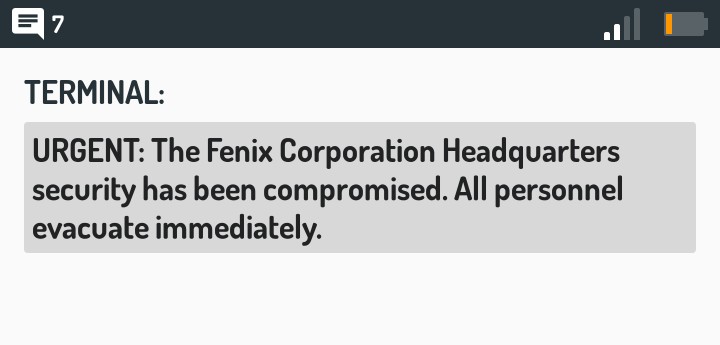 7
TERMINAL:
URGENT: The Fenix Corporation Headquarters
security has been compromised. All personnel
evacuate immediately.